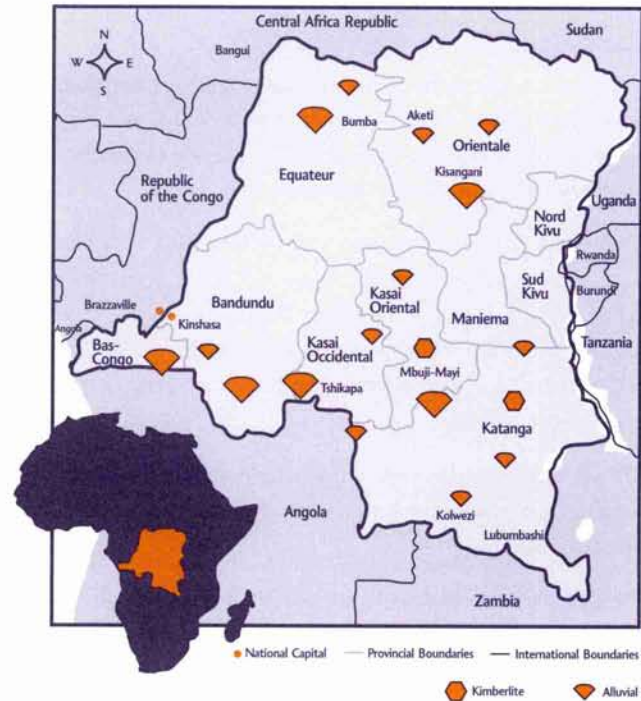 Central Africa Republic
Sudan
N
W E
S
Bangui
Bumba
Aketi
Orientale
Equateur
Kisangani
Republic
of the Congo
Uganda
Nord
Kivu
Rwanda
Kasai
Oriental
Sud
Kivu
Burundi
Bandundu
Brazzaville
Kinshasa
Maniema
Angola
Kasai
Occidental
Tanzania
Bas-
Congo
Mbuji-Mayi
Tshikapa
Katanga
Angola
Kolwezi
Lubumbashi
Zambia
National Capital
Provincial Boundaries
International Boundaries
Kimberlite
Alluvial